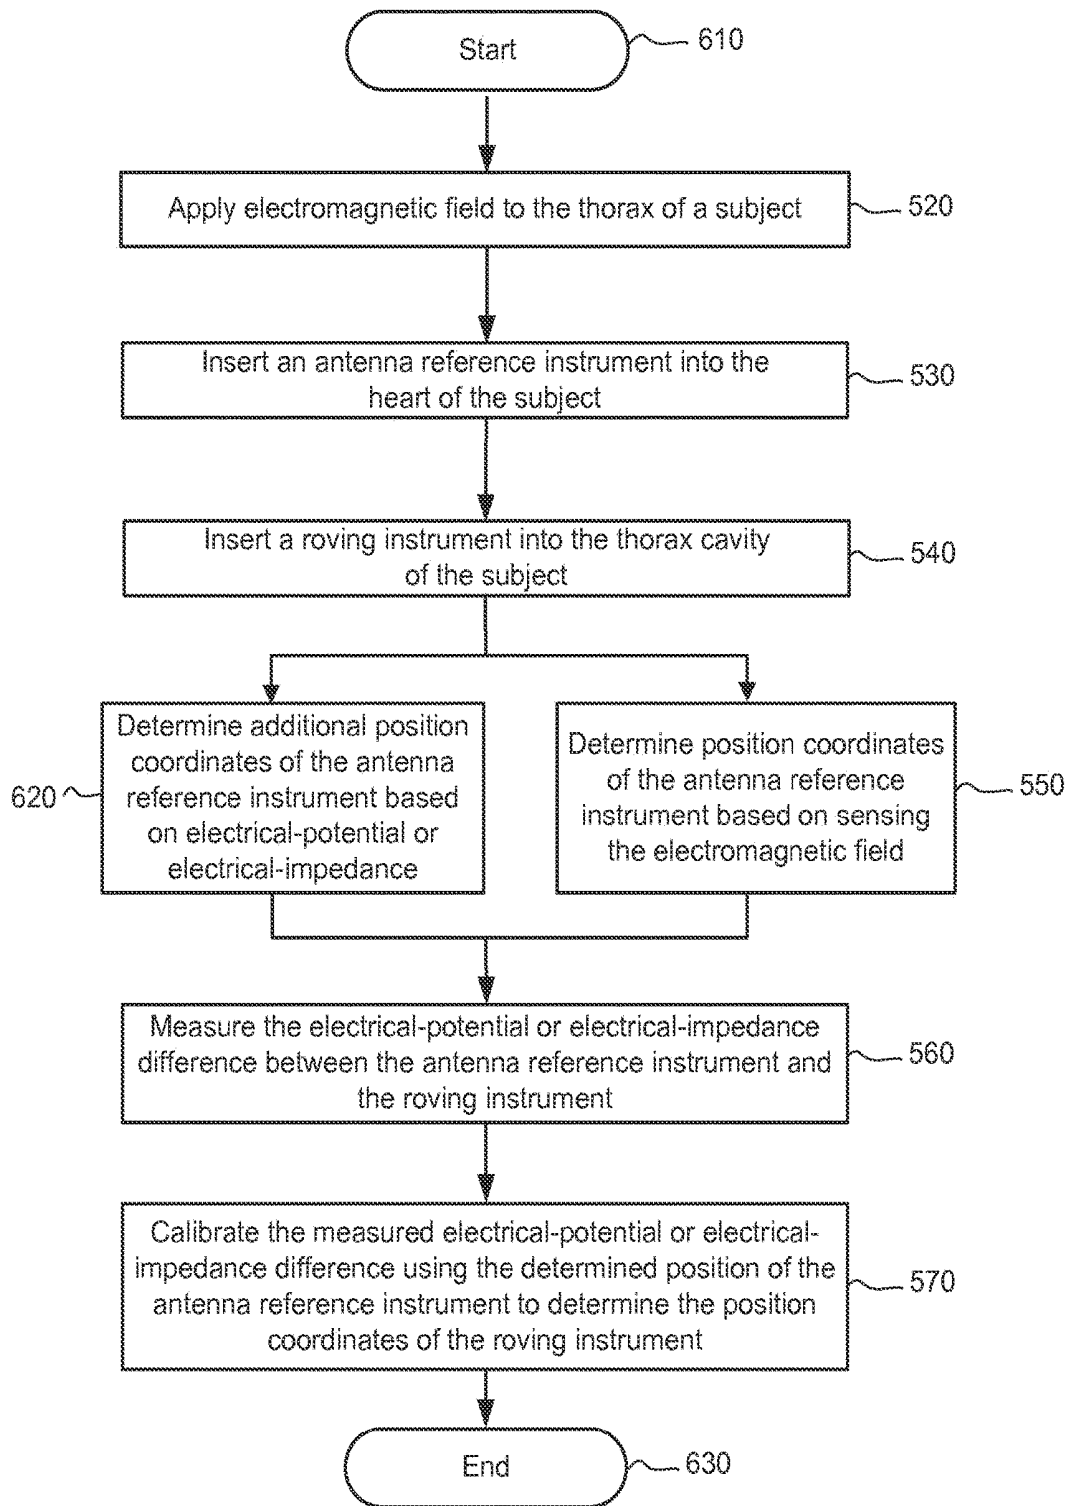 Start
610
Apply electromagnetic field to the thorax of a subject
520
Insert an antenna reference instrument into the
heart of the subject
530
Insert a roving instrument into the thorax cavity
of the subject
540
Determine additional position
coordinates of the antenna
reference instrument based
on electrical-potential or
electrical-impedance
620
Determine position coordinates
of the antenna reference
instrument based on sensing
the electromagnetic field
550
Measure the electrical-potential or electrical-impedance
difference between the antenna reference instrument and
the roving instrument
560
Calibrate the measured electrical-potential or electrical-
impedance difference using the determined position of the
antenna reference instrument to determine the position
coordinates of the roving instrument
570
End
630